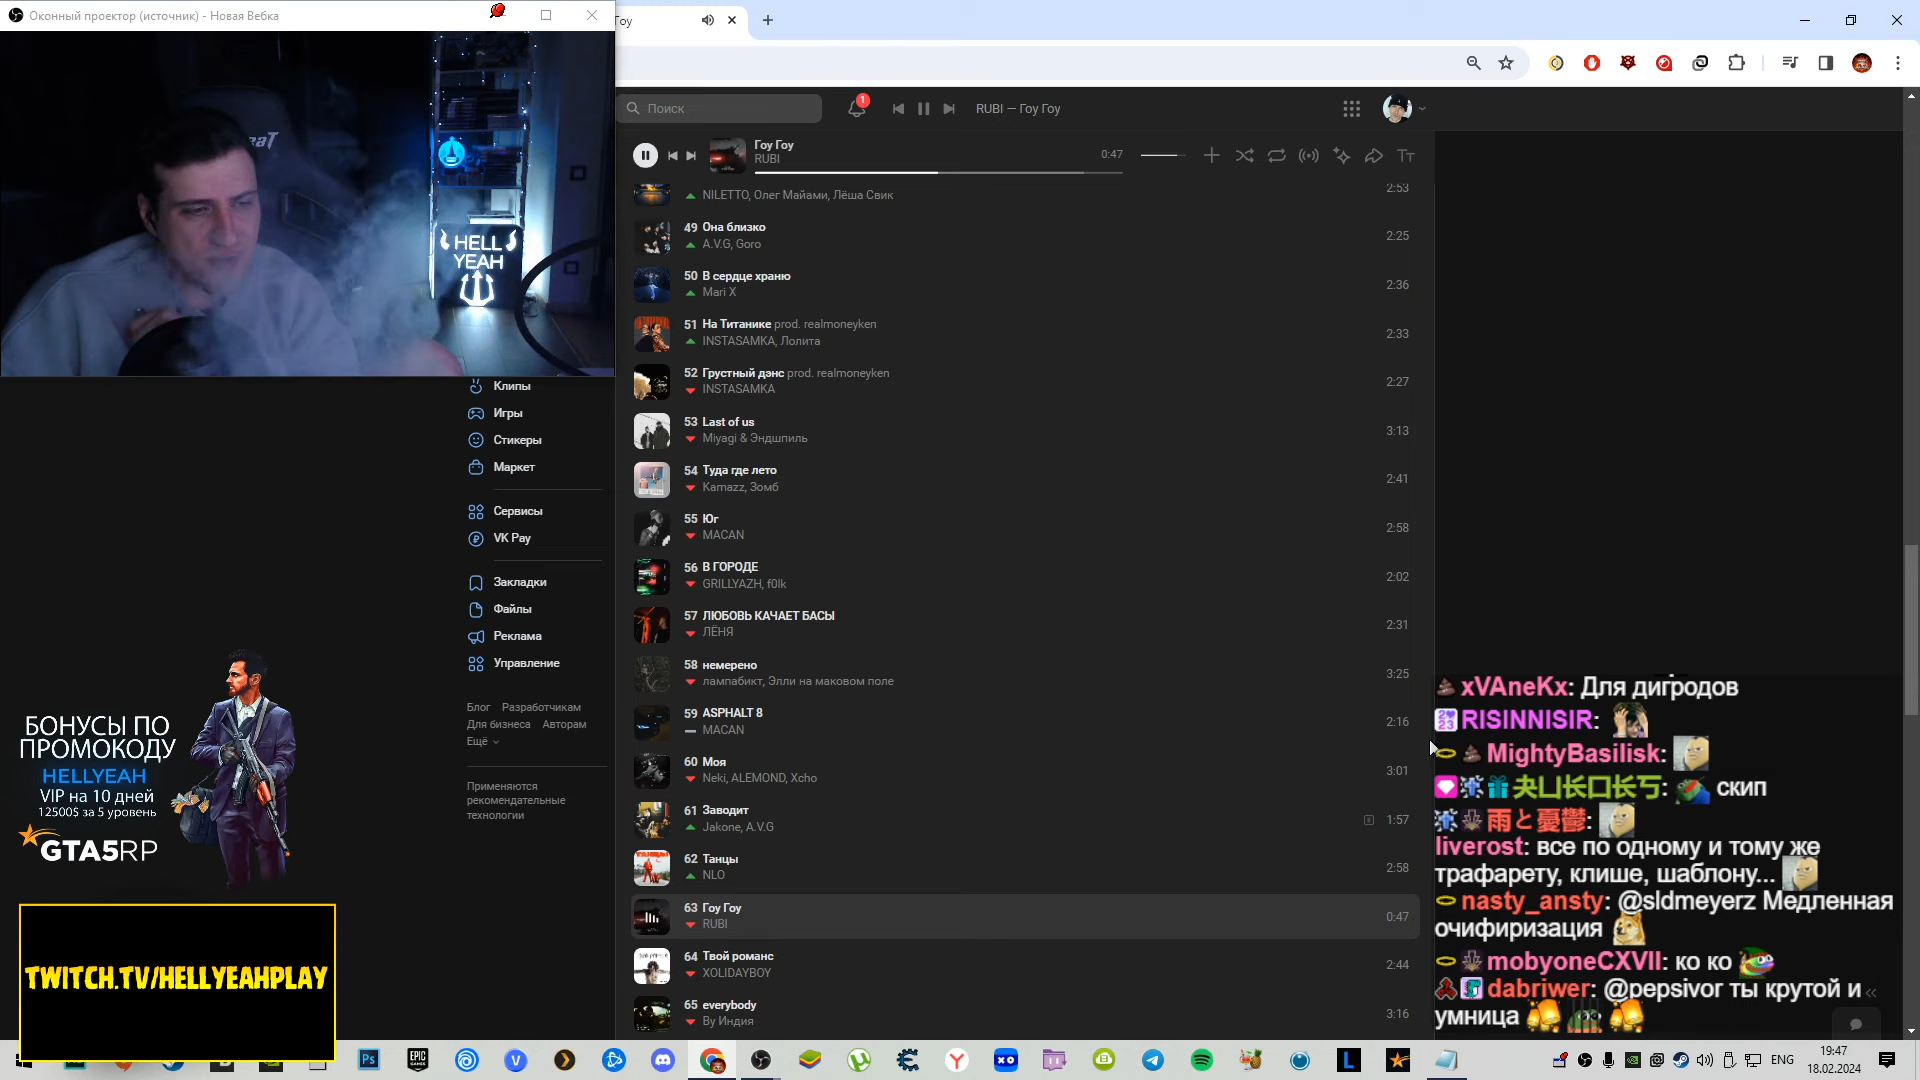 Оконный проектор (источник) - Новая Вебка
Гоу
HELL
YEAH
Поиск
1
RUBI — Гоу Гоу
Гоу Гоу
RUBI
0:47
NILETTO, Олег Майами, Лёша Свик
2:53
49 Она близко
A.V.G, Goro
2:25
50 В сердце храню
Mari X
2:36
51 На Титанике prod. realmoneyken
INSTASAMKA, Лолита
2:33
52 Грустный дэнс prod. realmoneyken
INSTASAMKA
2:27
53 Last of us
Miyagi & Эндшпиль
3:13
54 Туда где лето
Kamazz, Зомб
2:41
55 Юг
MACAN
2:58
56 В ГОРОДЕ
GRILLYAZH, f0lk
2:02
57 ЛЮБОВЬ КАЧАЕТ БАСЫ
ЛЁНЯ
2:31
58 немерено
лампабикт, Элли на маковом поле
3:25
59 ASPHALT 8
MACAN
2:16
60 Моя
Neki, ALEMOND, Xcho
3:01
61 Заводит
Jakone, A.V.G
1:57
62 Танцы
NLO
2:58
63 Гоу Гоу
RUBI
0:47
64 Твой романс
XOLIDAYBOY
2:44
65 everybody
By Индия
3:16
Клипы
Игры
Стикеры
Маркет
Сервисы
VK Pay
Закладки
Файлы
Реклама
Управление
Блог Разработчикам
Для бизнеса Авторам
Ещё
Применяются
рекомендательные
технологии
БОНУСЫ ПО
ПРОМОКОДУ
HELLYEAH
VIP на 10 дней
12500$ за 5 уровень
GTA5RP
TWITCH.TV/HELLYEAHPLAY
xVAneKx: Для дигродов
RISINNISIR:
MightyBasilisk:
скип
雨と憂鬱:
liverost: все по одному и тому же
трафарету, клише, шаблону...
nasty_ansty: @sldmeyerz Медленная
очифиризация
mobyoneCXVII: ко ко
dabriwer: @pepsivor ты крутой и
умница
ENG
19:47
18.02.2024